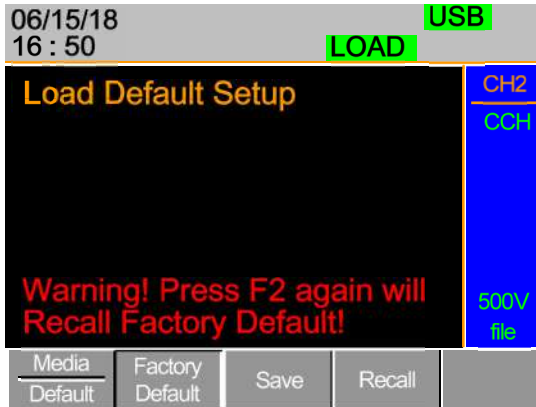 06/15/18
USB
16 : 50
LOAD
Load Default Setup
CH2
CCH
Warning! Press F2 again will
Recall Factory Default!
500V
file
Media
Default
Factory
Default
Save
Recall